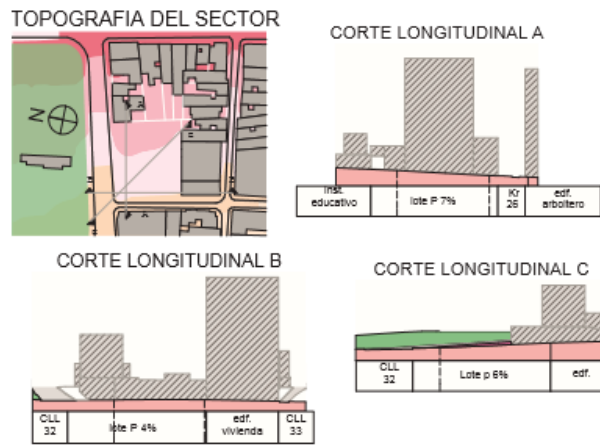 TOPOGRAFIA DEL SECTOR
N
CORTE LONGITUDINAL A
inst.
educativo
lote P 7%
Kr
26
edf.
arboltero
CORTE LONGITUDINAL B
CLL
32
lote P 4%
edf.
vivienda
CLL
33
CORTE LONGITUDINAL C
CLL
32
Lote p 6%
edf.